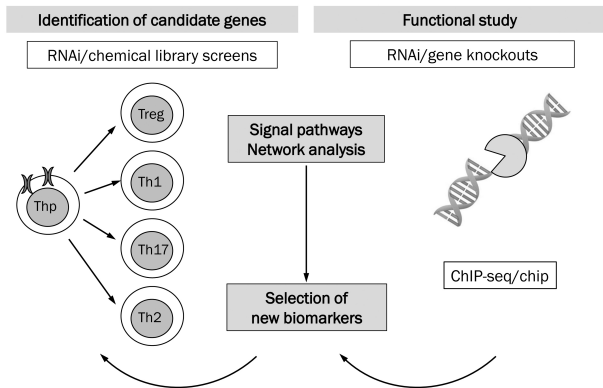 Identification of candidate genes
Functional study
RNAi/chemical library screens
RNAi/gene knockouts
Treg
Signal pathways
Network analysis
Th1
Thp
Th17
ChIP-seq/chip
Selection of
new biomarkers
Th2